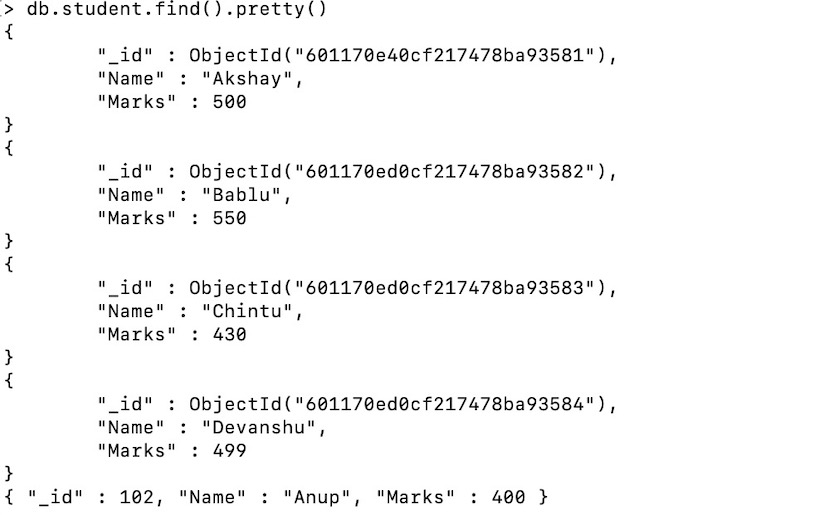 > db.student.find().pretty()
{
        "_id" : ObjectId("601170e40cf217478ba93581"),
        "Name" : "Akshay",
        "Marks" : 500
}
{
        "_id" : ObjectId("601170ed0cf217478ba93582"),
        "Name" : "Bablu",
        "Marks" : 550
}
{
        "_id" : ObjectId("601170ed0cf217478ba93583"),
        "Name" : "Chintu",
        "Marks" : 430
}
{
        "_id" : ObjectId("601170ed0cf217478ba93584"),
        "Name" : "Devanshu",
        "Marks" : 499
}
{ "_id" : 102, "Name" : "Anup", "Marks" : 400 }